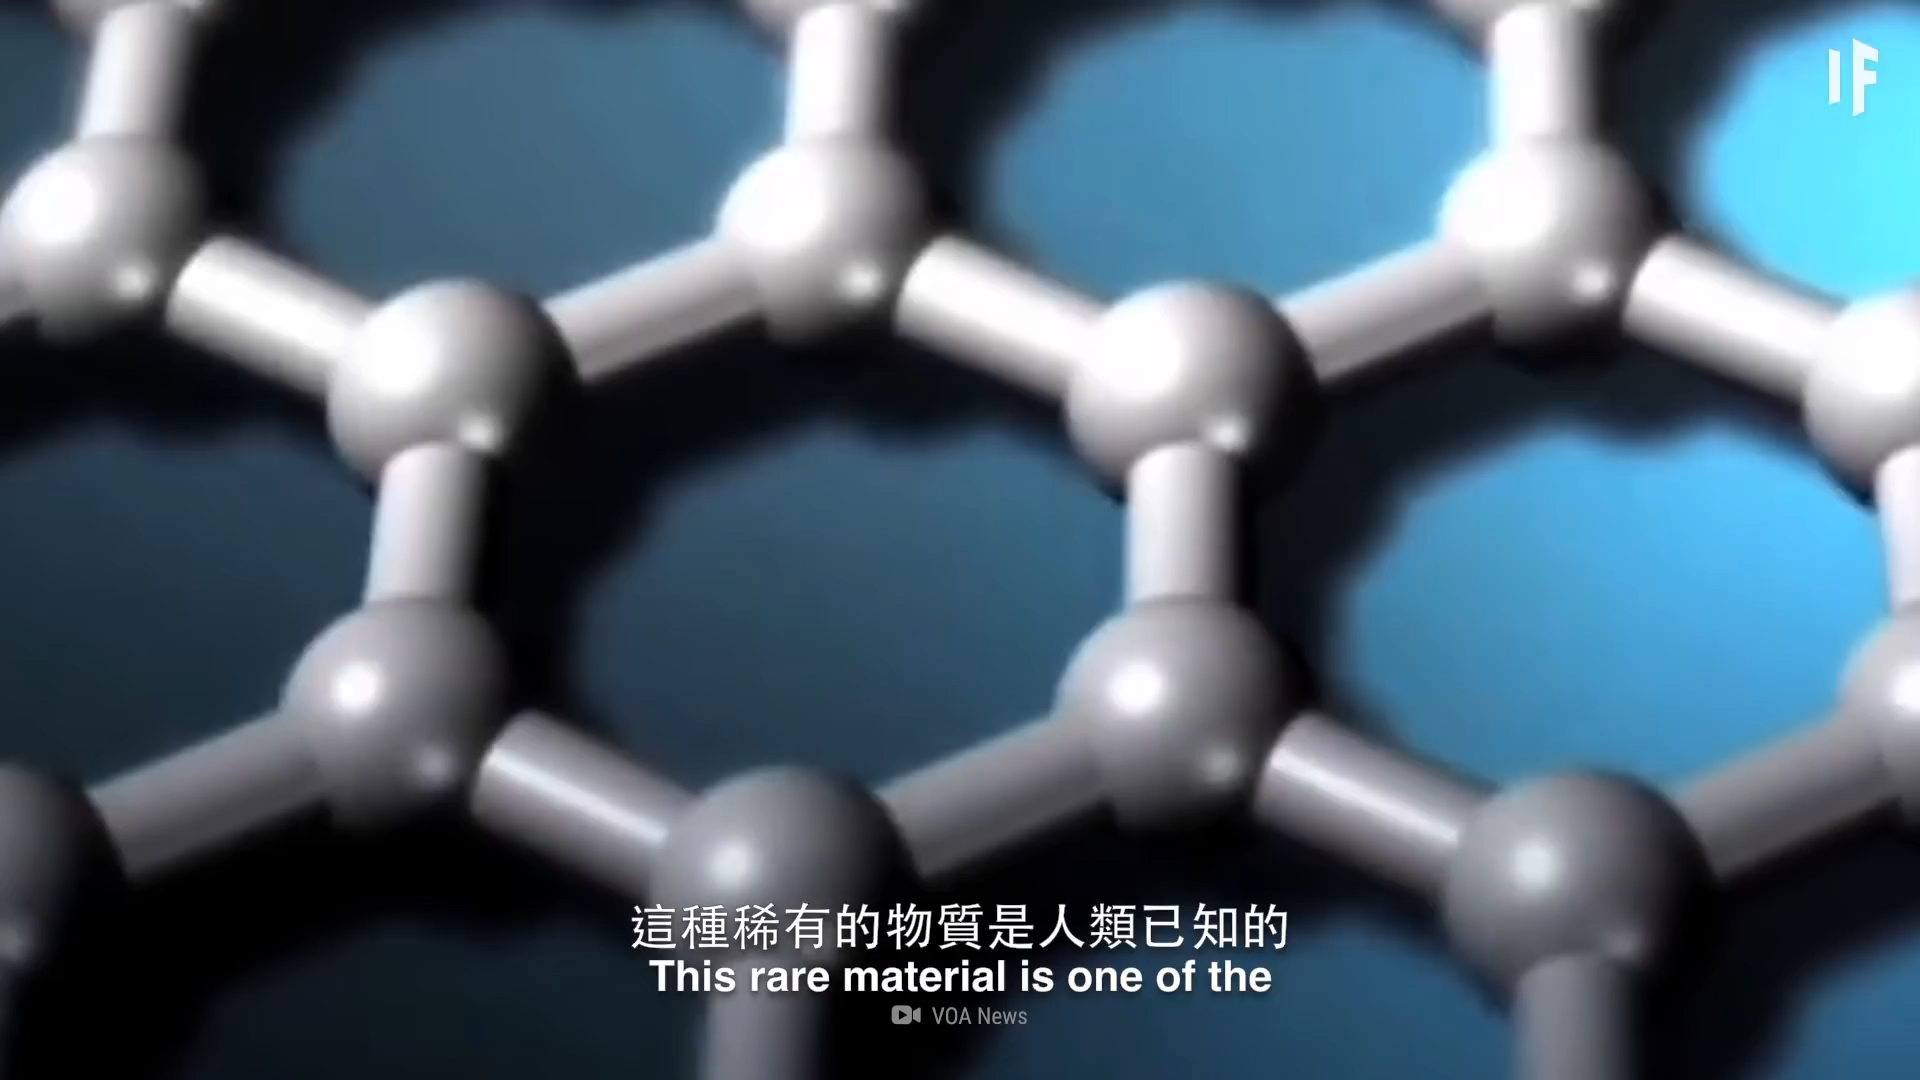 IF
這種稀有的物質是人類已知的
This rare material is one of the
VOA News